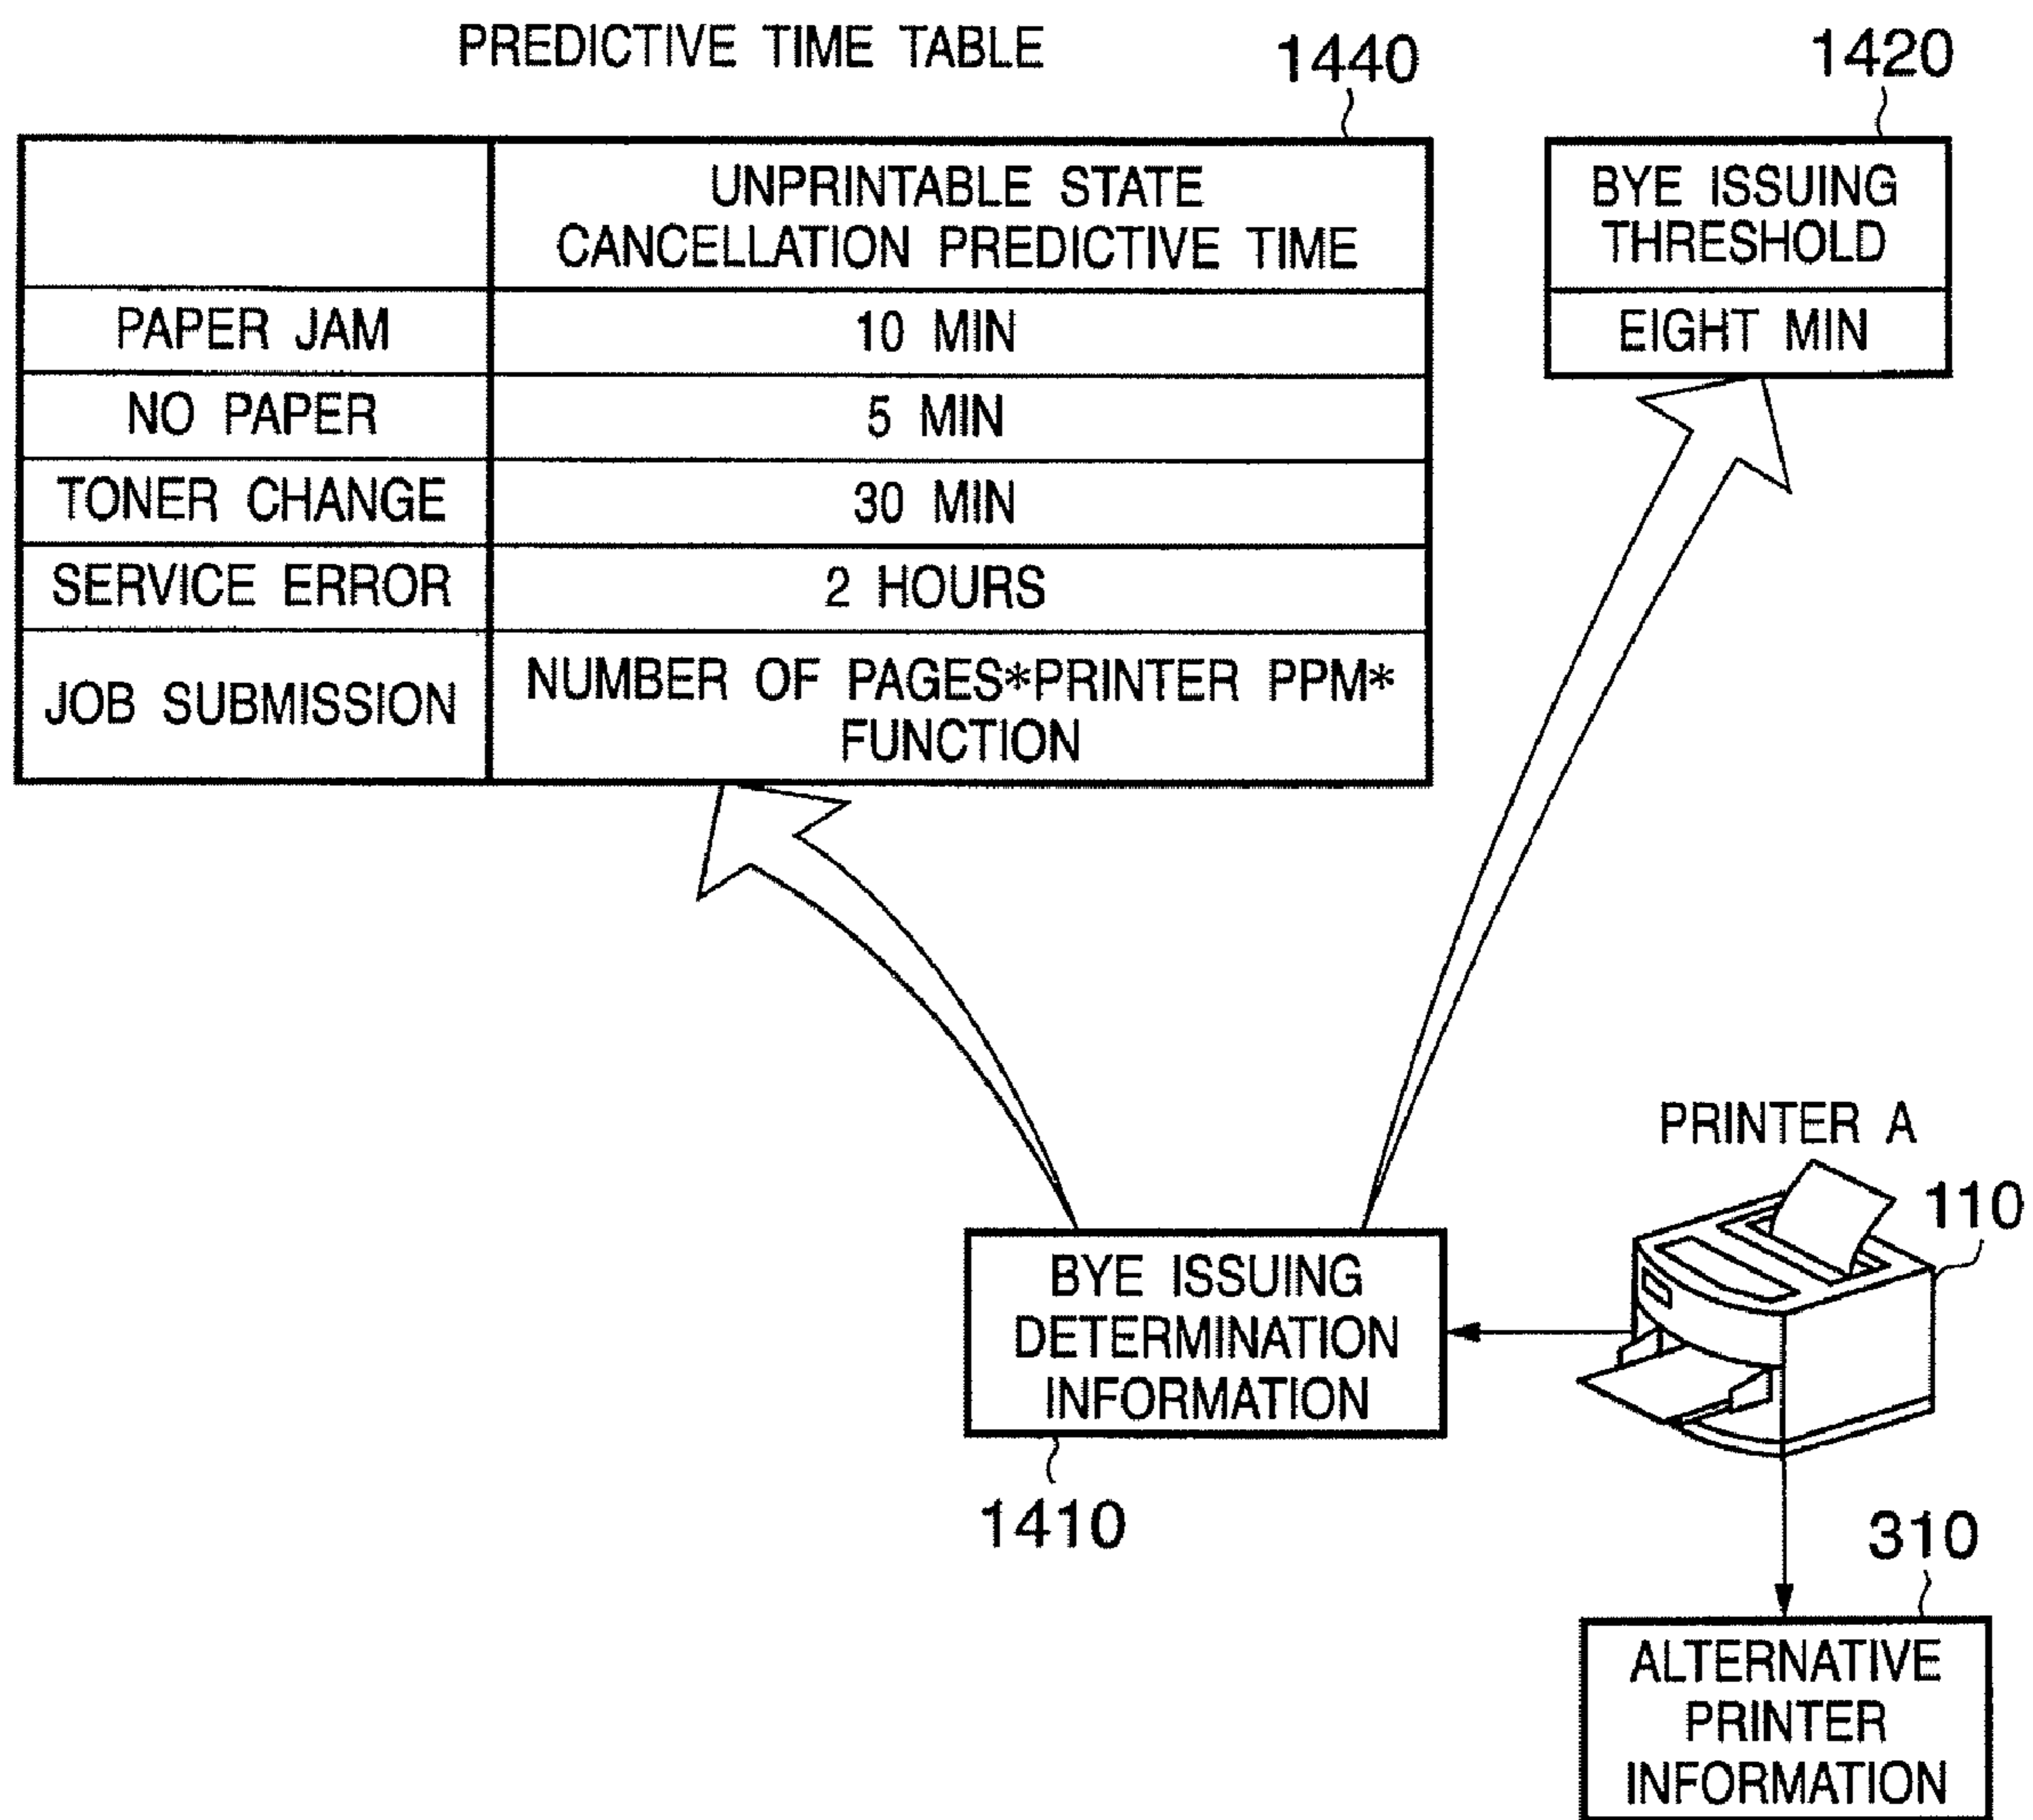 PREDICTIVE TIME TABLE
1440
1420
UNPRINTABLE STATE
CANCELLATION PREDICTIVE TIME
PAPER JAM
10 MIN
NO PAPER
5 MIN
TONER CHANGE
30 MIN
SERVICE ERROR
2 HOURS
JOB SUBMISSION
NUMBER OF PAGES*PRINTER PPM*
FUNCTION
BYE ISSUING
THRESHOLD
EIGHT MIN
PRINTER A
110
BYE ISSUING
DETERMINATION
INFORMATION
1410
310
ALTERNATIVE
PRINTER
INFORMATION